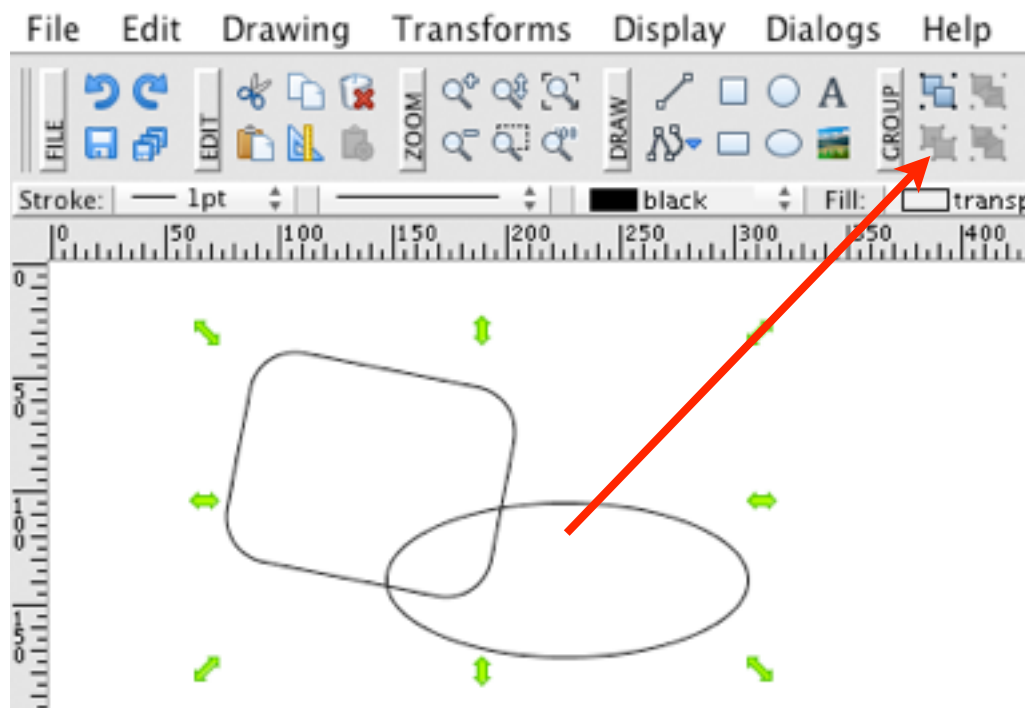 File Edit Drawing Transforms Display Dialogs Help
FILE EDIT ZOOM DRAW A GROUP
Stroke: 1pt black Fill: transp
0 50 100 150 200 250 300 350 400
0
50
100
150